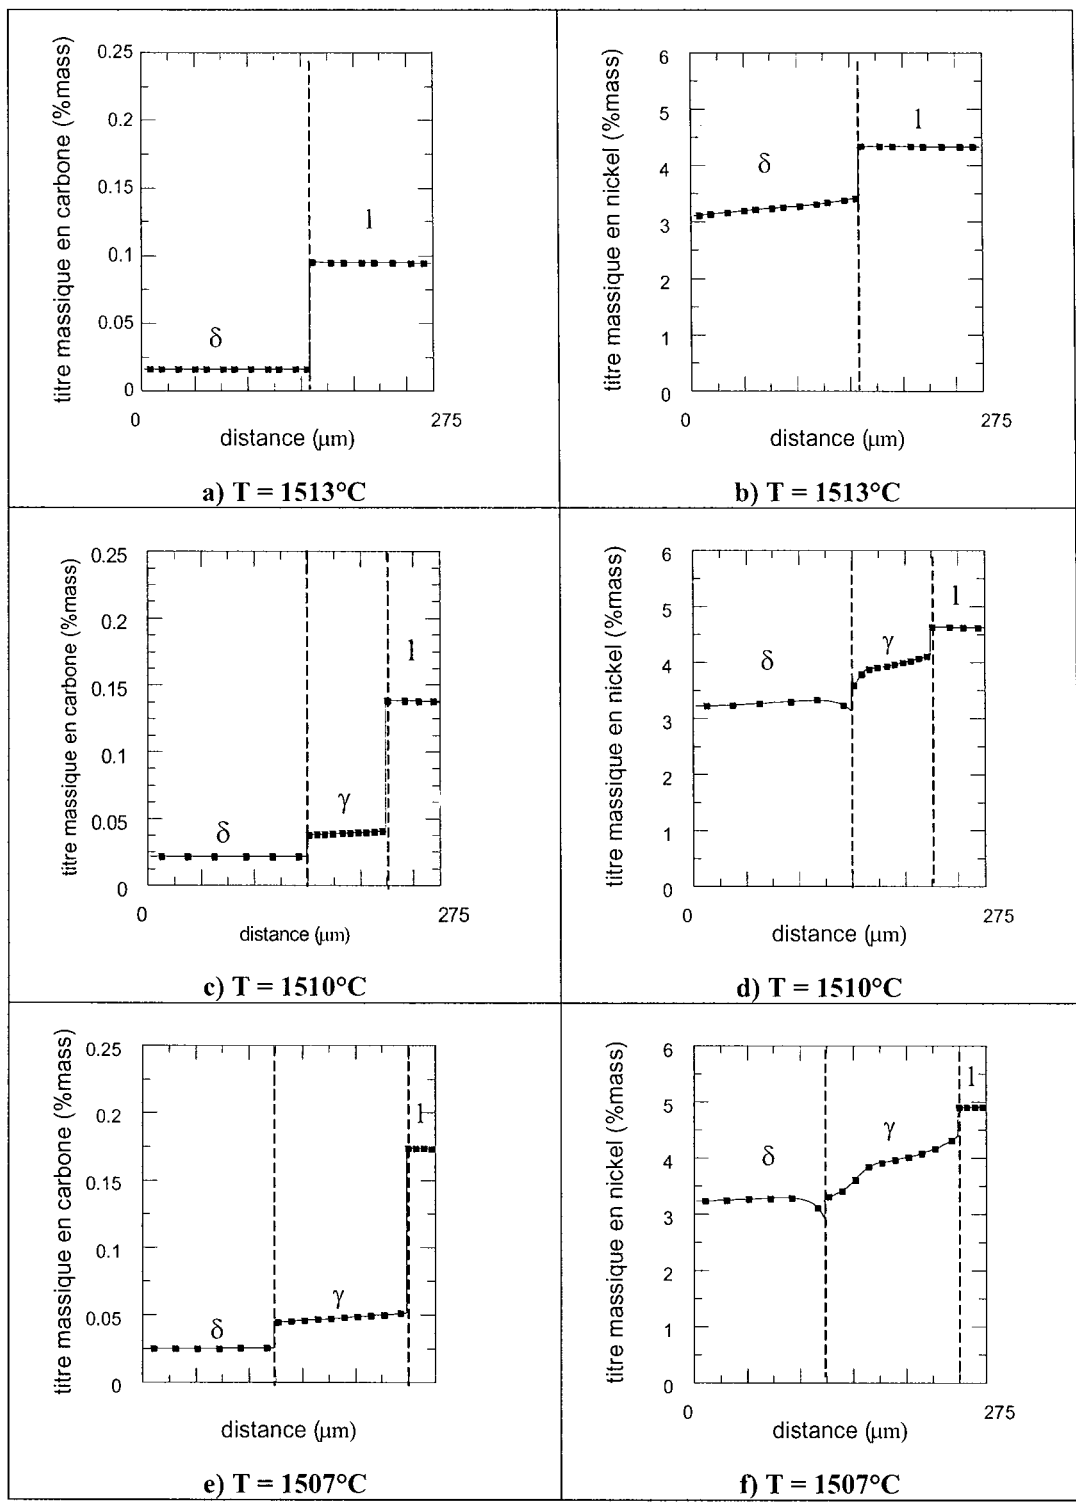 titre massique en carbone (%mass)
0.25
0.2
0.15
0.1
0.05
0
δ
l
0
275
distance (μm)
a) T = 1513°C
titre massique en nickel (%mass)
6
5
4
3
2
1
0
δ
l
0
275
distance (μm)
b) T = 1513°C
titre massique en carbone (%mass)
0.25
0.2
0.15
0.1
0.05
0
δ
γ
l
0
275
distance (μm)
c) T = 1510°C
titre massique en nickel (%mass)
6
5
4
3
2
1
0
δ
γ
l
0
275
distance (μm)
d) T = 1510°C
titre massique en carbone (%mass)
0.25
0.2
0.15
0.1
0.05
0
δ
γ
l
distance (μm)
e) T = 1507°C
titre massique en nickel (%mass)
6
5
4
3
2
1
0
δ
γ
l
0
275
distance (μm)
f) T = 1507°C